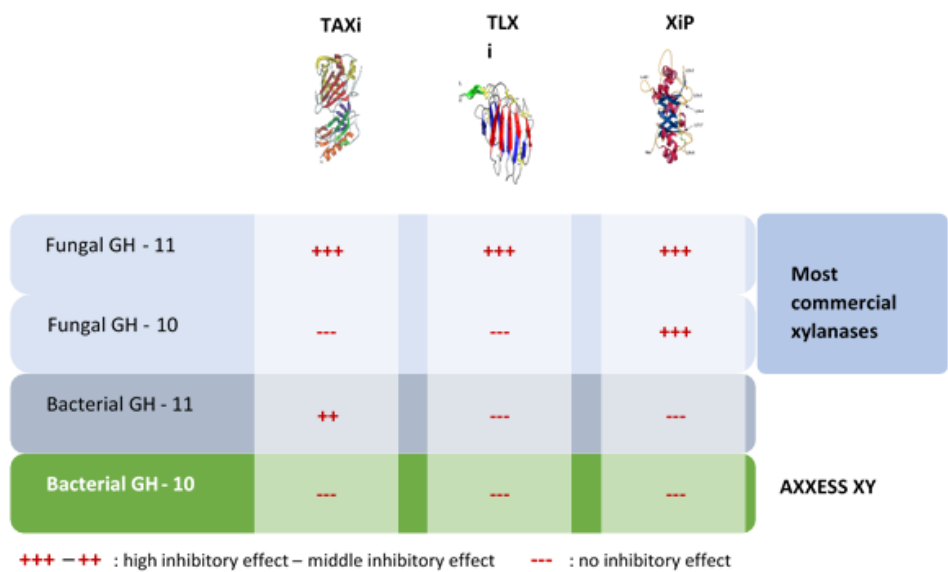 TAXi
TLX
i
XiP
Fungal GH - 11
+++
+++
+++
Fungal GH - 10
---
---
+++
Most
commercial
xylanases
Bacterial GH - 11
++
---
---
Bacterial GH - 10
---
---
---
AXXESS XY
+++ – ++ : high inhibitory effect – middle inhibitory effect --- : no inhibitory effect